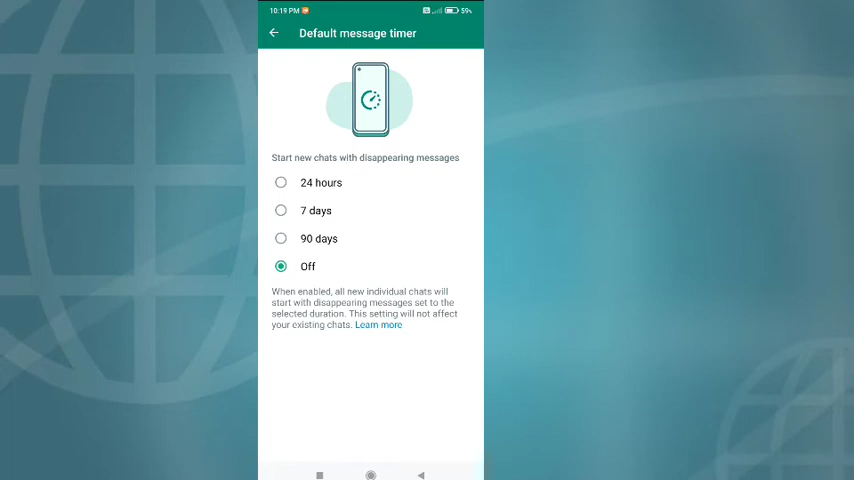 10:19 PM 59%
Default message timer
Start new chats with disappearing messages
24 hours
7 days
90 days
Off
When enabled, all new individual chats will
start with disappearing messages set to the
selected duration. This setting will not affect
your existing chats. Learn more